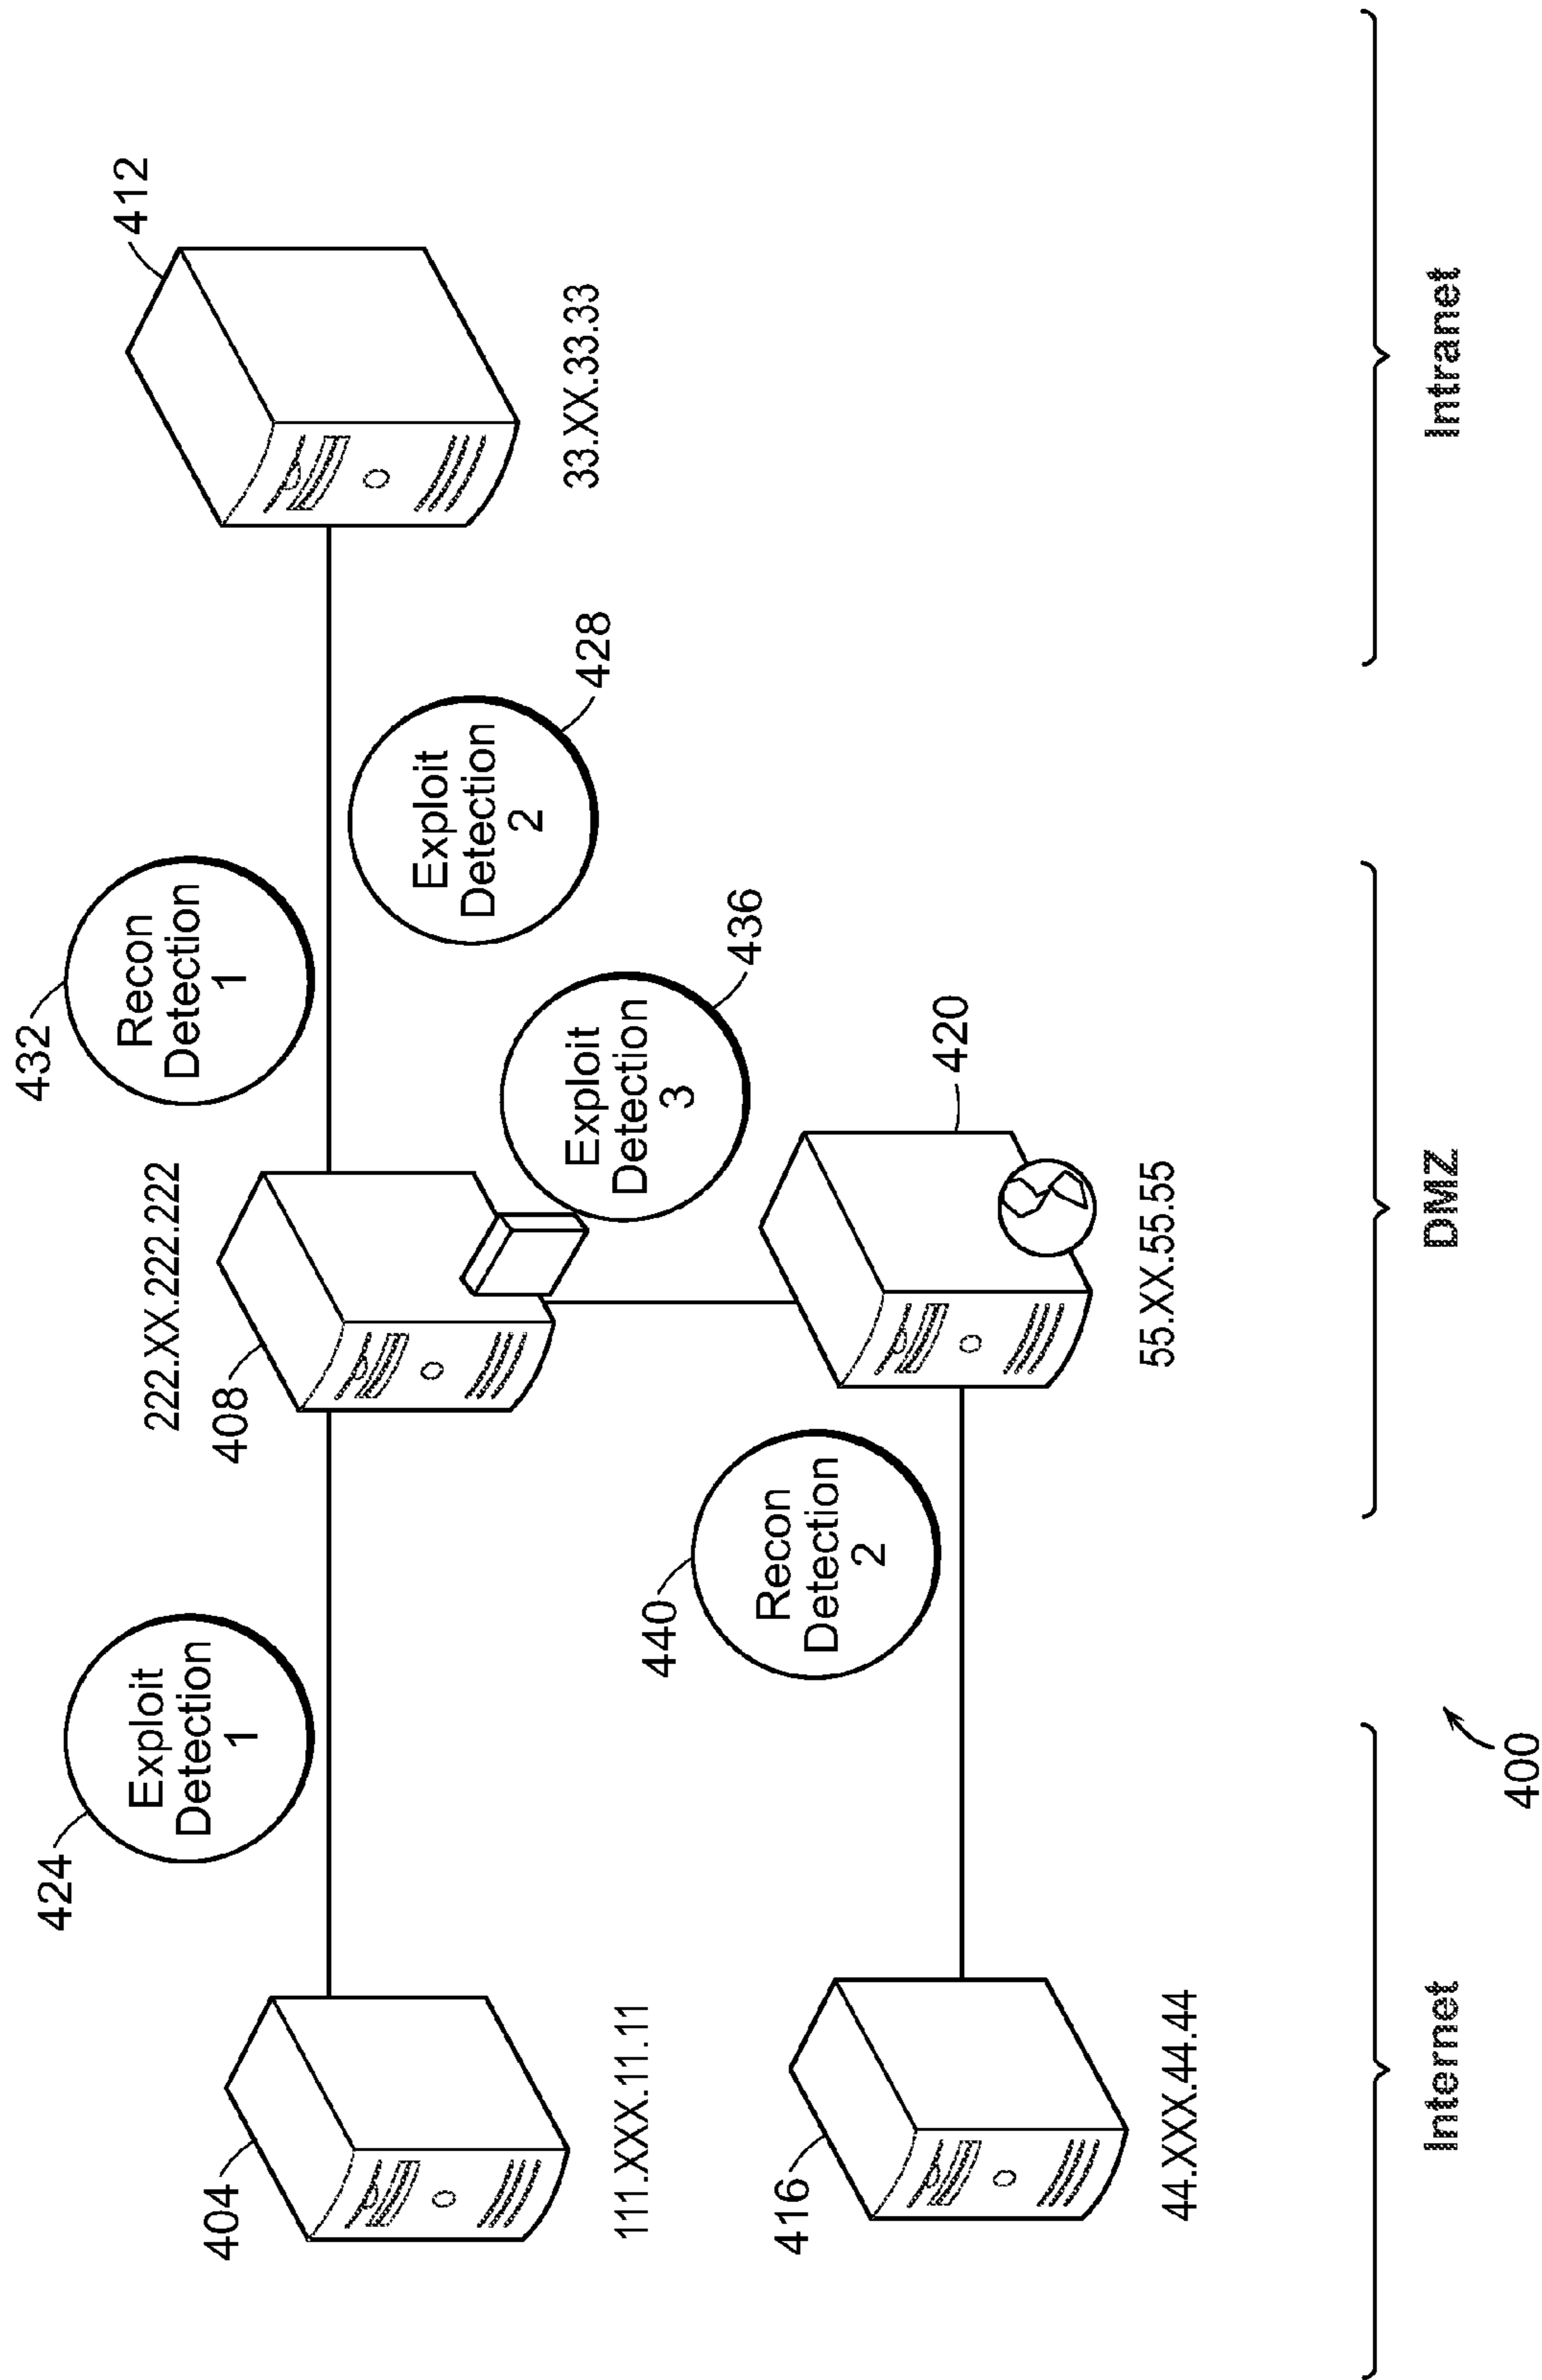 424
Exploit
Detection
1
432
Recon
Detection
1
412
222.XX.222.222
404
408
Exploit
Detection
2
428
33.XX.33.33
111.XXX.11.11
Exploit
Detection
3
436
440
Recon
Detection
2
416
420
44.XXX.44.44
55.XX.55.55
Internet
DMZ
Intranet
400